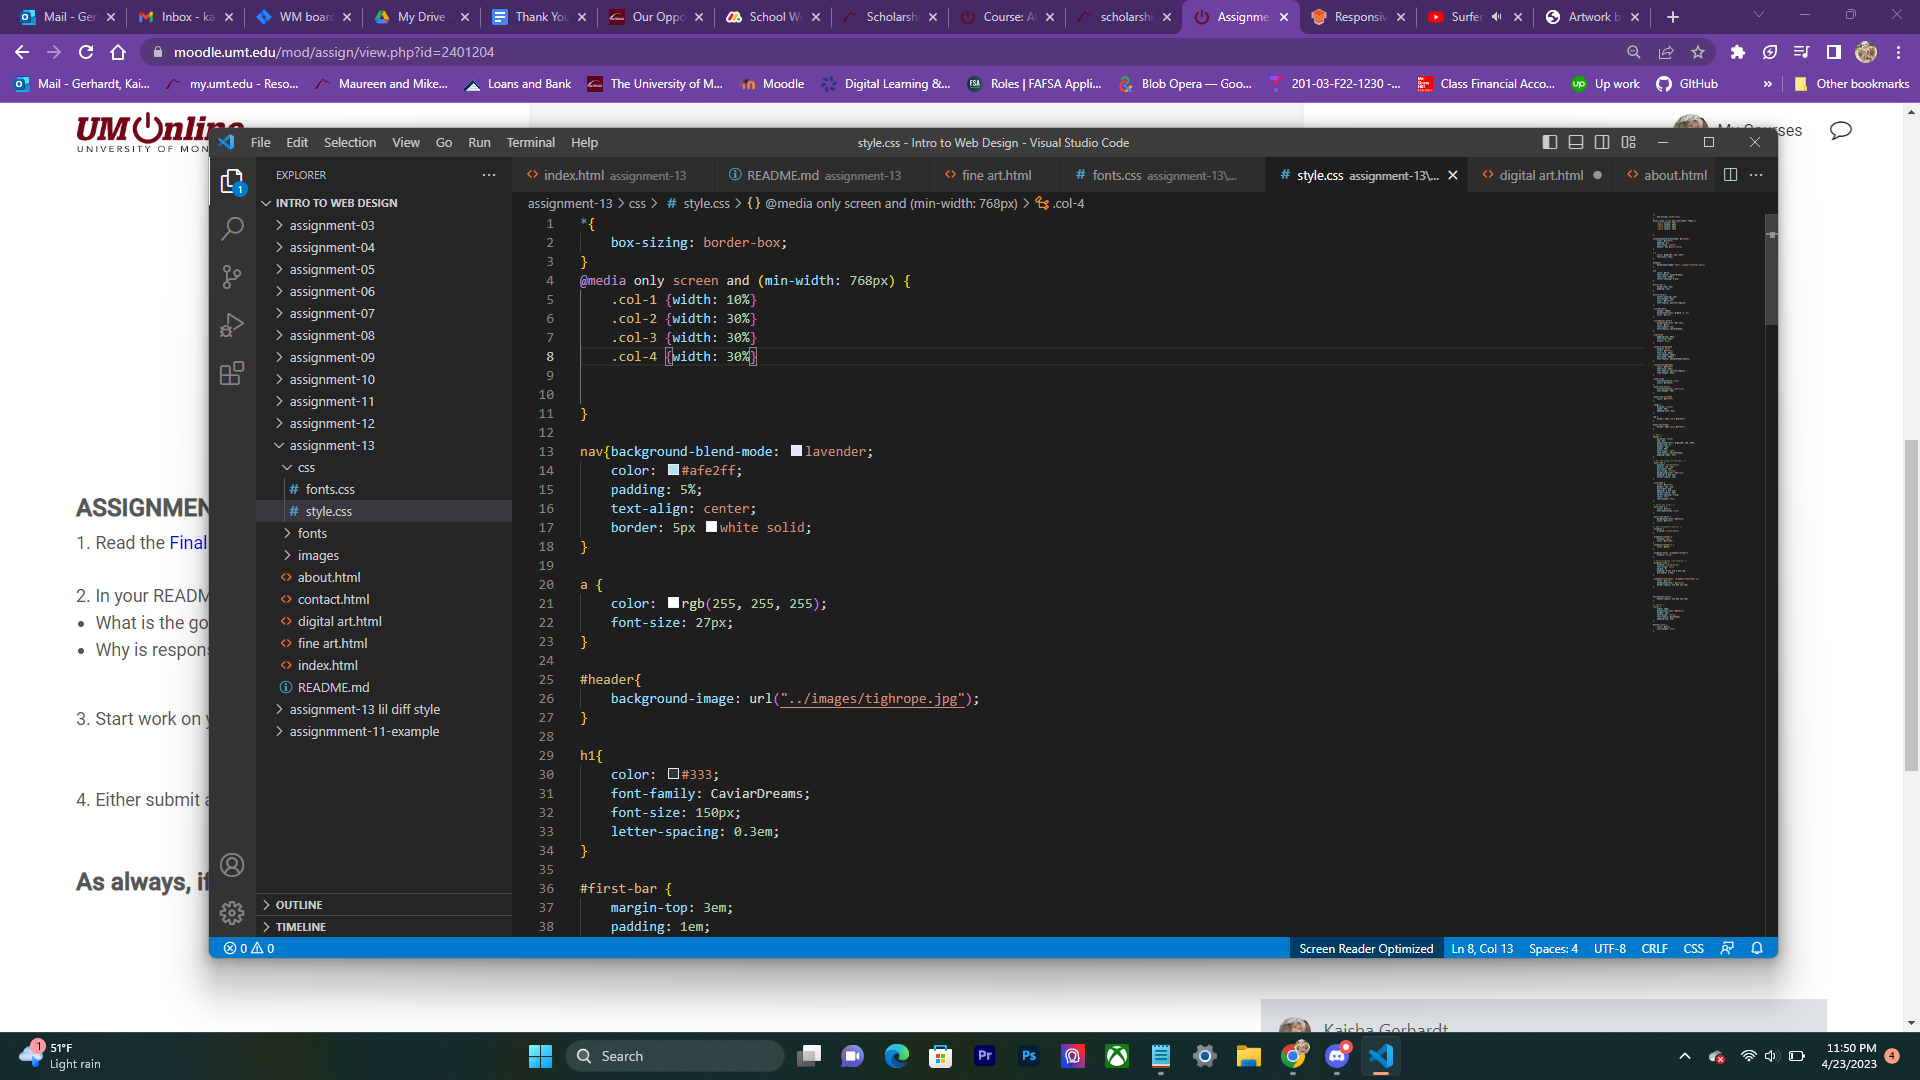 Mail - Ger
Inbox - ka
WM boar
My Drive -
Thank You
Our Oppo
School Wo
Scholarsh
Course: A
scholarshi
Assignme
Responsiv
Surfer
Artwork b
moodle.umt.edu/mod/assign/view.php?id=2401204
Mail - Gerhardt, Kai...
my.umt.edu - Reso...
Maureen and Mike...
Loans and Bank
The University of M...
Moodle
Digital Learning &...
Roles | FAFSA Appli...
Blob Opera — Goo...
201-03-F22-1230 -...
Class Financial Acco...
Up work
GItHub
»
Other bookmarks
UMOnline
UNIVERSITY OF MON
My Courses
File Edit Selection View Go Run Terminal Help
style.css - Intro to Web Design - Visual Studio Code
EXPLORER
index.html assignment-13
README.md assignment-13
fine art.html
fonts.css assignment-13\...
style.css assignment-13\...
digital art.html
about.html
INTRO TO WEB DESIGN
assignment-03
assignment-04
assignment-05
assignment-06
assignment-07
assignment-08
assignment-09
assignment-10
assignment-11
assignment-12
assignment-13
css
fonts.css
style.css
fonts
images
about.html
contact.html
digital art.html
fine art.html
index.html
README.md
assignment-13 lil diff style
assignmment-11-example
OUTLINE
TIMELINE
assignment-13 > css > # style.css > {} @media only screen and (min-width: 768px) > .col-4
1 *{
2 box-sizing: border-box;
3 }
4 @media only screen and (min-width: 768px) {
5 .col-1 {width: 10%}
6 .col-2 {width: 30%}
7 .col-3 {width: 30%}
8 .col-4 {width: 30%}
9
10
11 }
12
13 nav{background-blend-mode: lavender;
14 color: #afe2ff;
15 padding: 5%;
16 text-align: center;
17 border: 5px white solid;
18 }
19
20 a {
21 color: rgb(255, 255, 255);
22 font-size: 27px;
23 }
24
25 #header{
26 background-image: url("../images/tighrope.jpg");
27 }
28
29 h1{
30 color: #333;
31 font-family: CaviarDreams;
32 font-size: 150px;
33 letter-spacing: 0.3em;
34 }
35
36 #first-bar {
37 margin-top: 3em;
38 padding: 1em;
0 0
Screen Reader Optimized
Ln 8, Col 13
Spaces: 4
UTF-8
CRLF
CSS
ASSIGNMEN
1. Read the Final
2. In your READM
• What is the go
• Why is respons
3. Start work on y
4. Either submit a
As always, if
Kaisha Gerhardt
1
51°F
Light rain
Search
Pr
Ps
11:50 PM
4/23/2023
4